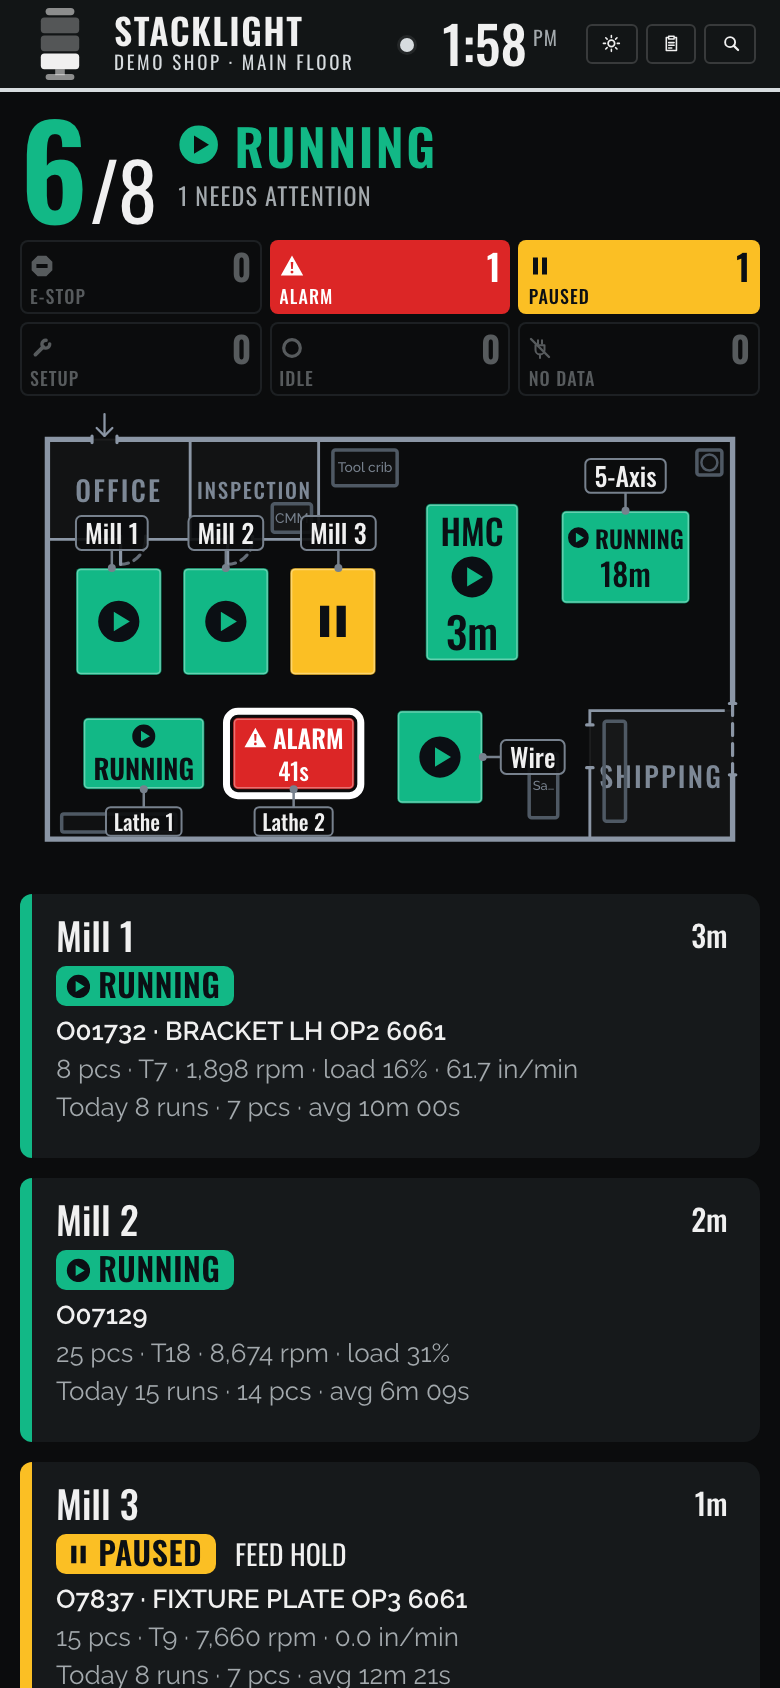 STACKLIGHT
DEMO SHOP · MAIN FLOOR
1:58 PM
6/8
RUNNING
1 NEEDS ATTENTION
0
E-STOP
1
ALARM
1
PAUSED
0
SETUP
0
IDLE
0
NO DATA
OFFICE
INSPECTION
Tool crib
CMM
5-Axis
RUNNING
18m
Mill 1
Mill 2
Mill 3
HMC
3m
RUNNING
Lathe 1
ALARM
41s
Lathe 2
Wire
Sa...
SHIPPING
Mill 1
3m
RUNNING
O01732 · BRACKET LH OP2 6061
8 pcs · T7 · 1,898 rpm · load 16% · 61.7 in/min
Today 8 runs · 7 pcs · avg 10m 00s
Mill 2
2m
RUNNING
O07129
25 pcs · T18 · 8,674 rpm · load 31%
Today 15 runs · 14 pcs · avg 6m 09s
Mill 3
1m
PAUSED FEED HOLD
O7837 · FIXTURE PLATE OP3 6061
15 pcs · T9 · 7,660 rpm · 0.0 in/min
Today 8 runs · 7 pcs · avg 12m 21s